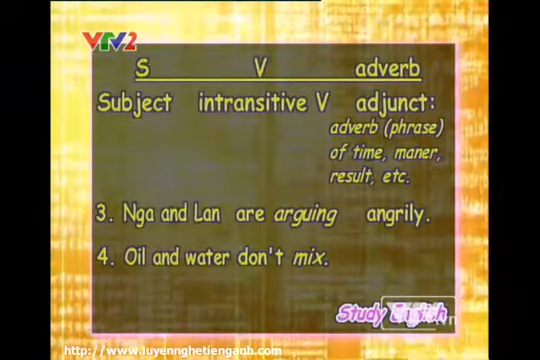 VTV2
S V adverb
Subject intransitive V adjunct:
adverb (phrase)
of time, maner,
result, etc.
3. Nga and Lan are arguing angrily.
4. Oil and water don't mix.
Study English
http://www.luyennghetienganh.com